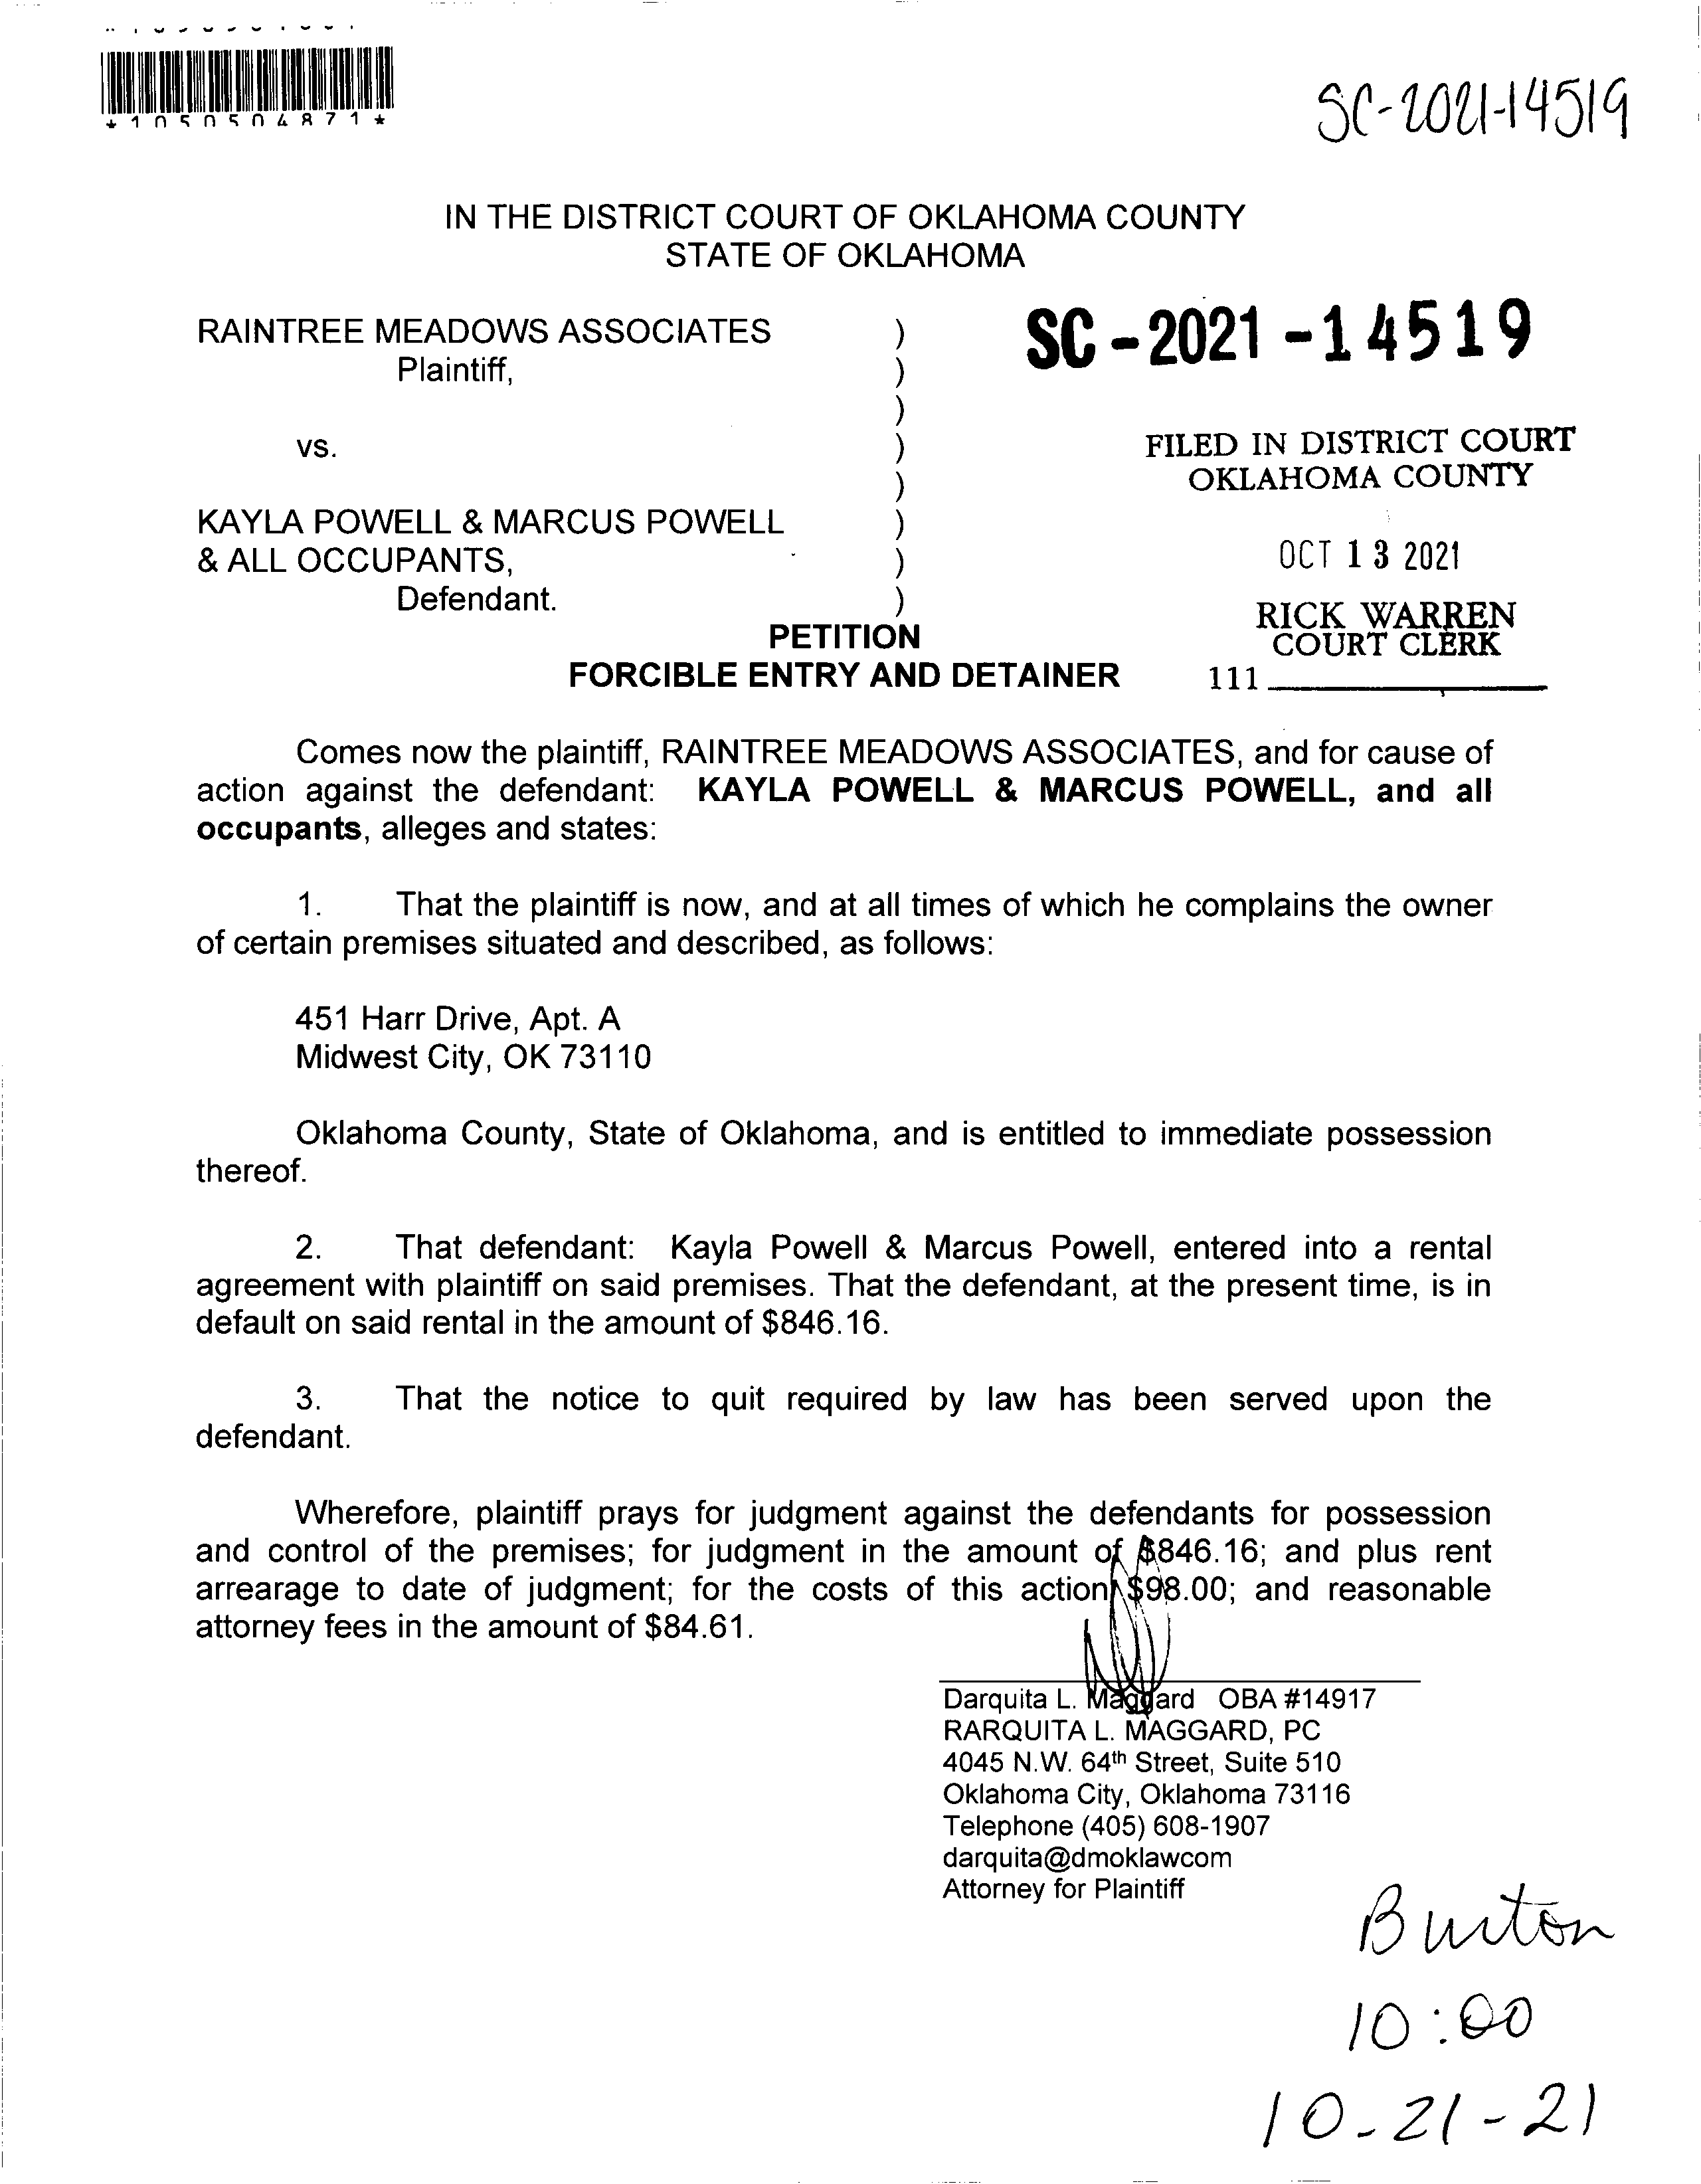 *1050504871*
SC-2021-14519
IN THE DISTRICT COURT OF OKLAHOMA COUNTY
STATE OF OKLAHOMA
RAINTREE MEADOWS ASSOCIATES )
Plaintiff, )
)
vs. )
)
KAYLA POWELL & MARCUS POWELL )
& ALL OCCUPANTS, )
Defendant. )
SC-2021-14519
FILED IN DISTRICT COURT
OKLAHOMA COUNTY
OCT 13 2021
RICK WARREN
COURT CLERK
111
PETITION
FORCIBLE ENTRY AND DETAINER
Comes now the plaintiff, RAINTREE MEADOWS ASSOCIATES, and for cause of
action against the defendant: KAYLA POWELL & MARCUS POWELL, and all
occupants, alleges and states:
1. That the plaintiff is now, and at all times of which he complains the owner
of certain premises situated and described, as follows:
451 Harr Drive, Apt. A
Midwest City, OK 73110
Oklahoma County, State of Oklahoma, and is entitled to immediate possession
thereof.
2. That defendant: Kayla Powell & Marcus Powell, entered into a rental
agreement with plaintiff on said premises. That the defendant, at the present time, is in
default on said rental in the amount of $846.16.
3. That the notice to quit required by law has been served upon the
defendant.
Wherefore, plaintiff prays for judgment against the defendants for possession
and control of the premises; for judgment in the amount of $846.16; and plus rent
arrearage to date of judgment; for the costs of this action, $98.00; and reasonable
attorney fees in the amount of $84.61.
Darquita L. Maggard OBA #14917
RARQUITA L. MAGGARD, PC
4045 N.W. 64th Street, Suite 510
Oklahoma City, Oklahoma 73116
Telephone (405) 608-1907
darquita@dmoklawcom
Attorney for Plaintiff
Burton
10:00
10-21-21